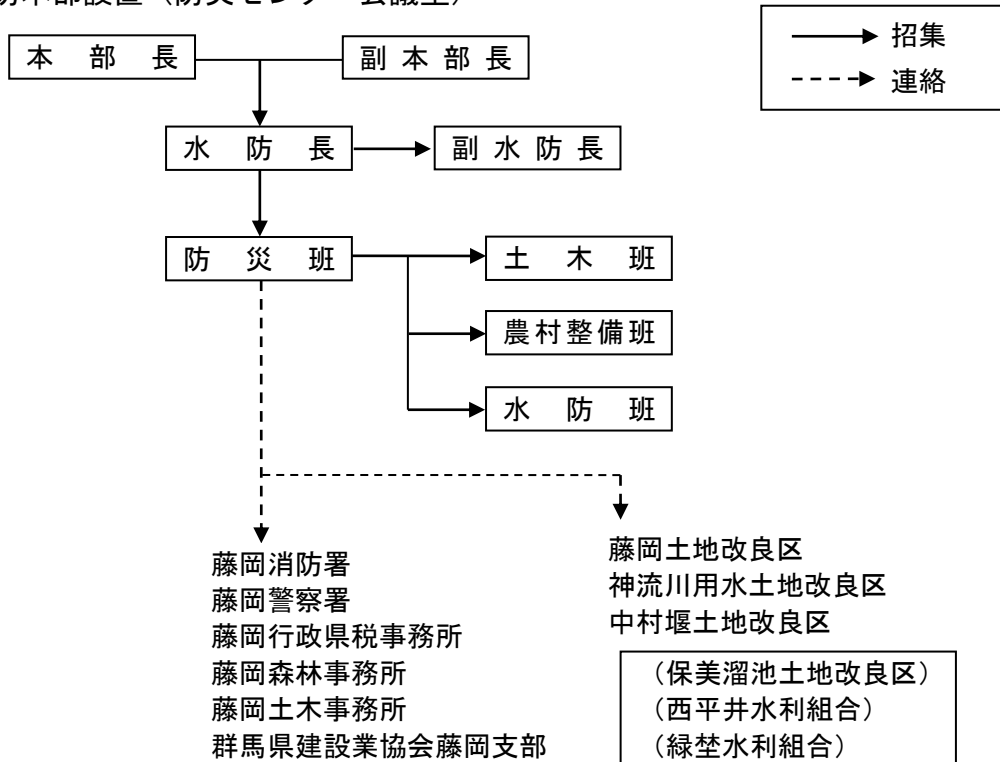 防本部設置（防災センター会議室）
招集
連絡
本部長
副本部長
水防長
副水防長
防災班
土木班
農村整備班
水防班
藤岡消防署
藤岡警察署
藤岡行政県税事務所
藤岡森林事務所
藤岡土木事務所
群馬県建設業協会藤岡支部
藤岡土地改良区
神流川用水土地改良区
中村堰土地改良区
（保美溜池土地改良区）
（西平井水利組合）
（緑埜水利組合）